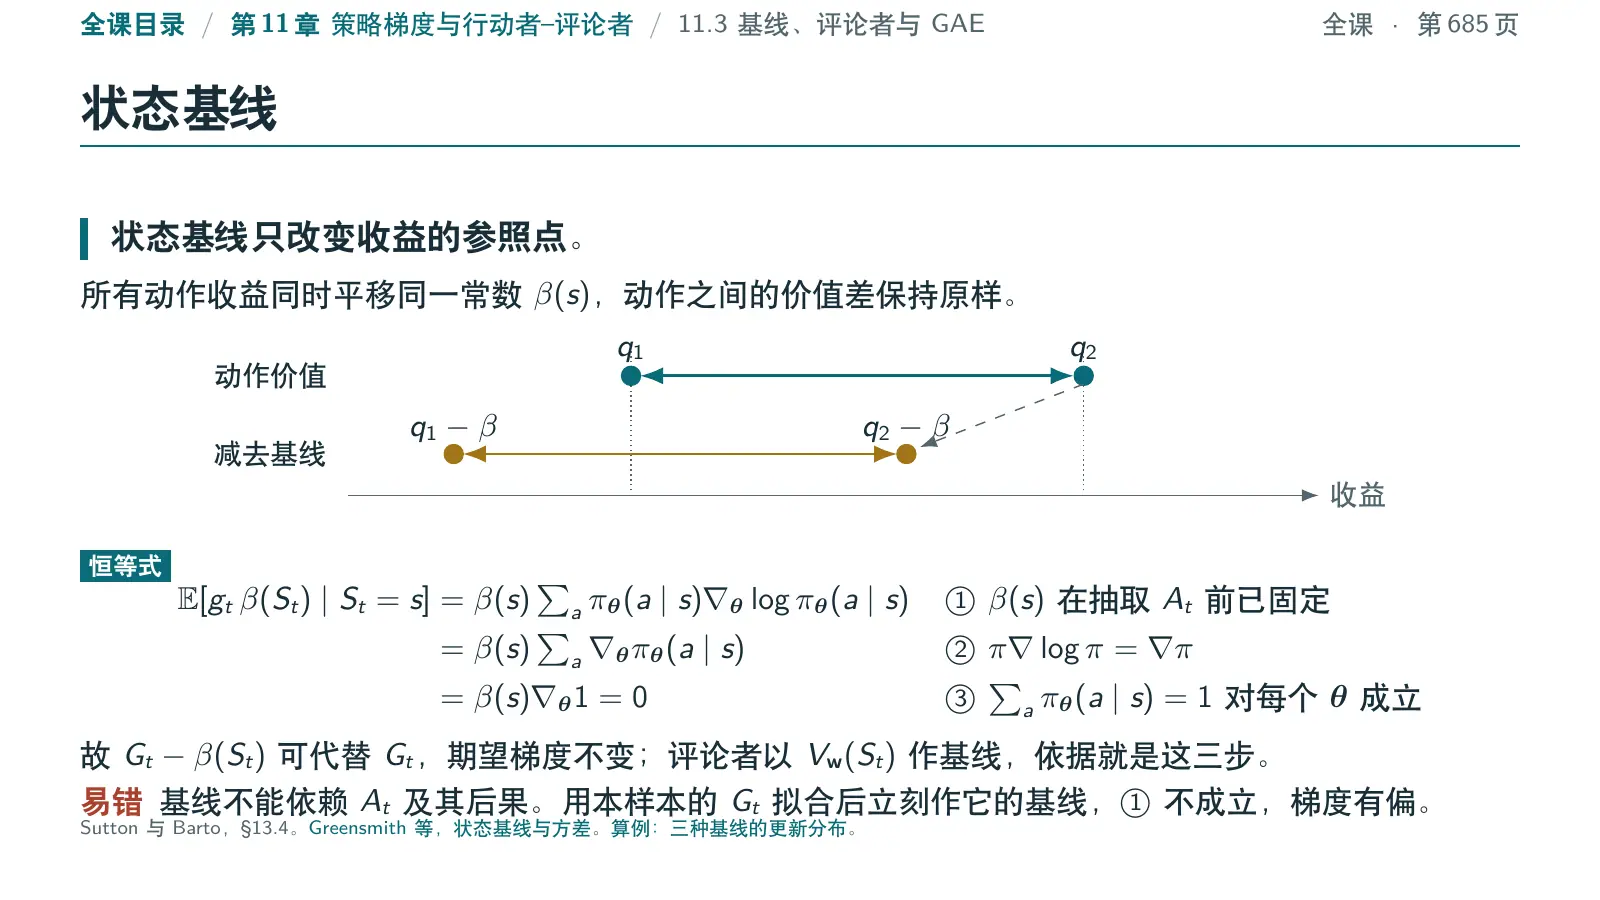 全课目录 / 第 11 章 策略梯度与行动者–评论者 / 11.3 基线、评论者与 GAE 全课 · 第 685 页
状态基线
状态基线只改变收益的参照点。
所有动作收益同时平移同一常数 β(s)，动作之间的价值差保持原样。
q₁ q₂
动作价值
q₁ − β q₂ − β
减去基线
收益
恒等式
𝔼[gₜ β(Sₜ) | Sₜ = s] = β(s) ∑ₐ π_θ(a | s)∇_θ log π_θ(a | s) ① β(s) 在抽取 Aₜ 前已固定
= β(s) ∑ₐ ∇_θ π_θ(a | s) ② π∇ log π = ∇π
= β(s)∇_θ 1 = 0 ③ ∑ₐ π_θ(a | s) = 1 对每个 θ 成立
故 Gₜ − β(Sₜ) 可代替 Gₜ，期望梯度不变；评论者以 V_w(Sₜ) 作基线，依据就是这三步。
易错 基线不能依赖 Aₜ 及其后果。用本样本的 Gₜ 拟合后立刻作它的基线，① 不成立，梯度有偏。
Sutton 与 Barto，§13.4。Greensmith 等，状态基线与方差。算例：三种基线的更新分布。